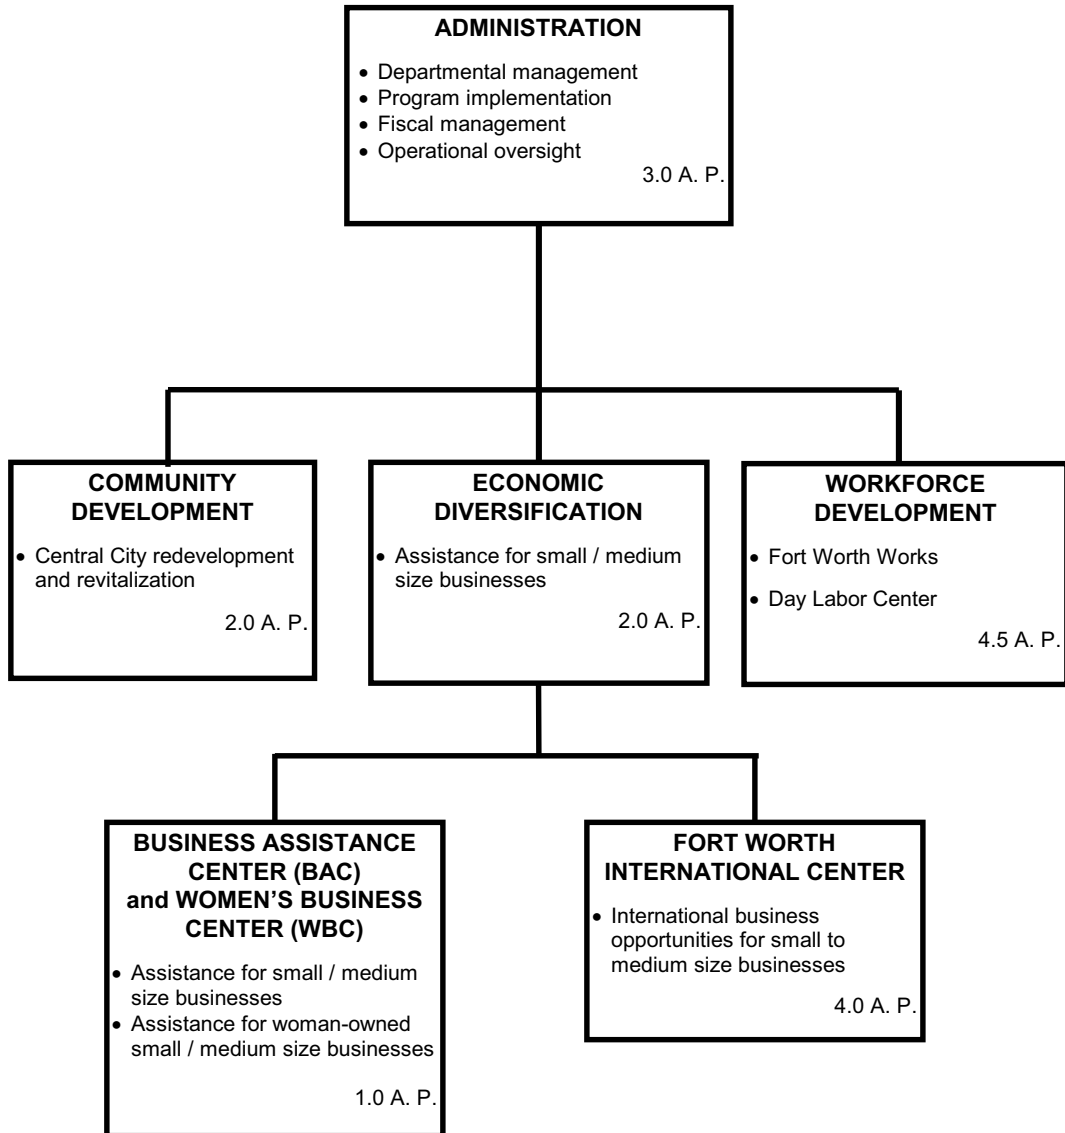 ADMINISTRATION
• Departmental management
• Program implementation
• Fiscal management
• Operational oversight
3.0 A. P.
COMMUNITY
DEVELOPMENT
• Central City redevelopment
and revitalization
2.0 A. P.
ECONOMIC
DIVERSIFICATION
• Assistance for small / medium
size businesses
2.0 A. P.
WORKFORCE
DEVELOPMENT
• Fort Worth Works
• Day Labor Center
4.5 A. P.
BUSINESS ASSISTANCE
CENTER (BAC)
and WOMEN’S BUSINESS
CENTER (WBC)
• Assistance for small / medium
size businesses
• Assistance for woman-owned
small / medium size businesses
1.0 A. P.
FORT WORTH
INTERNATIONAL CENTER
• International business
opportunities for small to
medium size businesses
4.0 A. P.